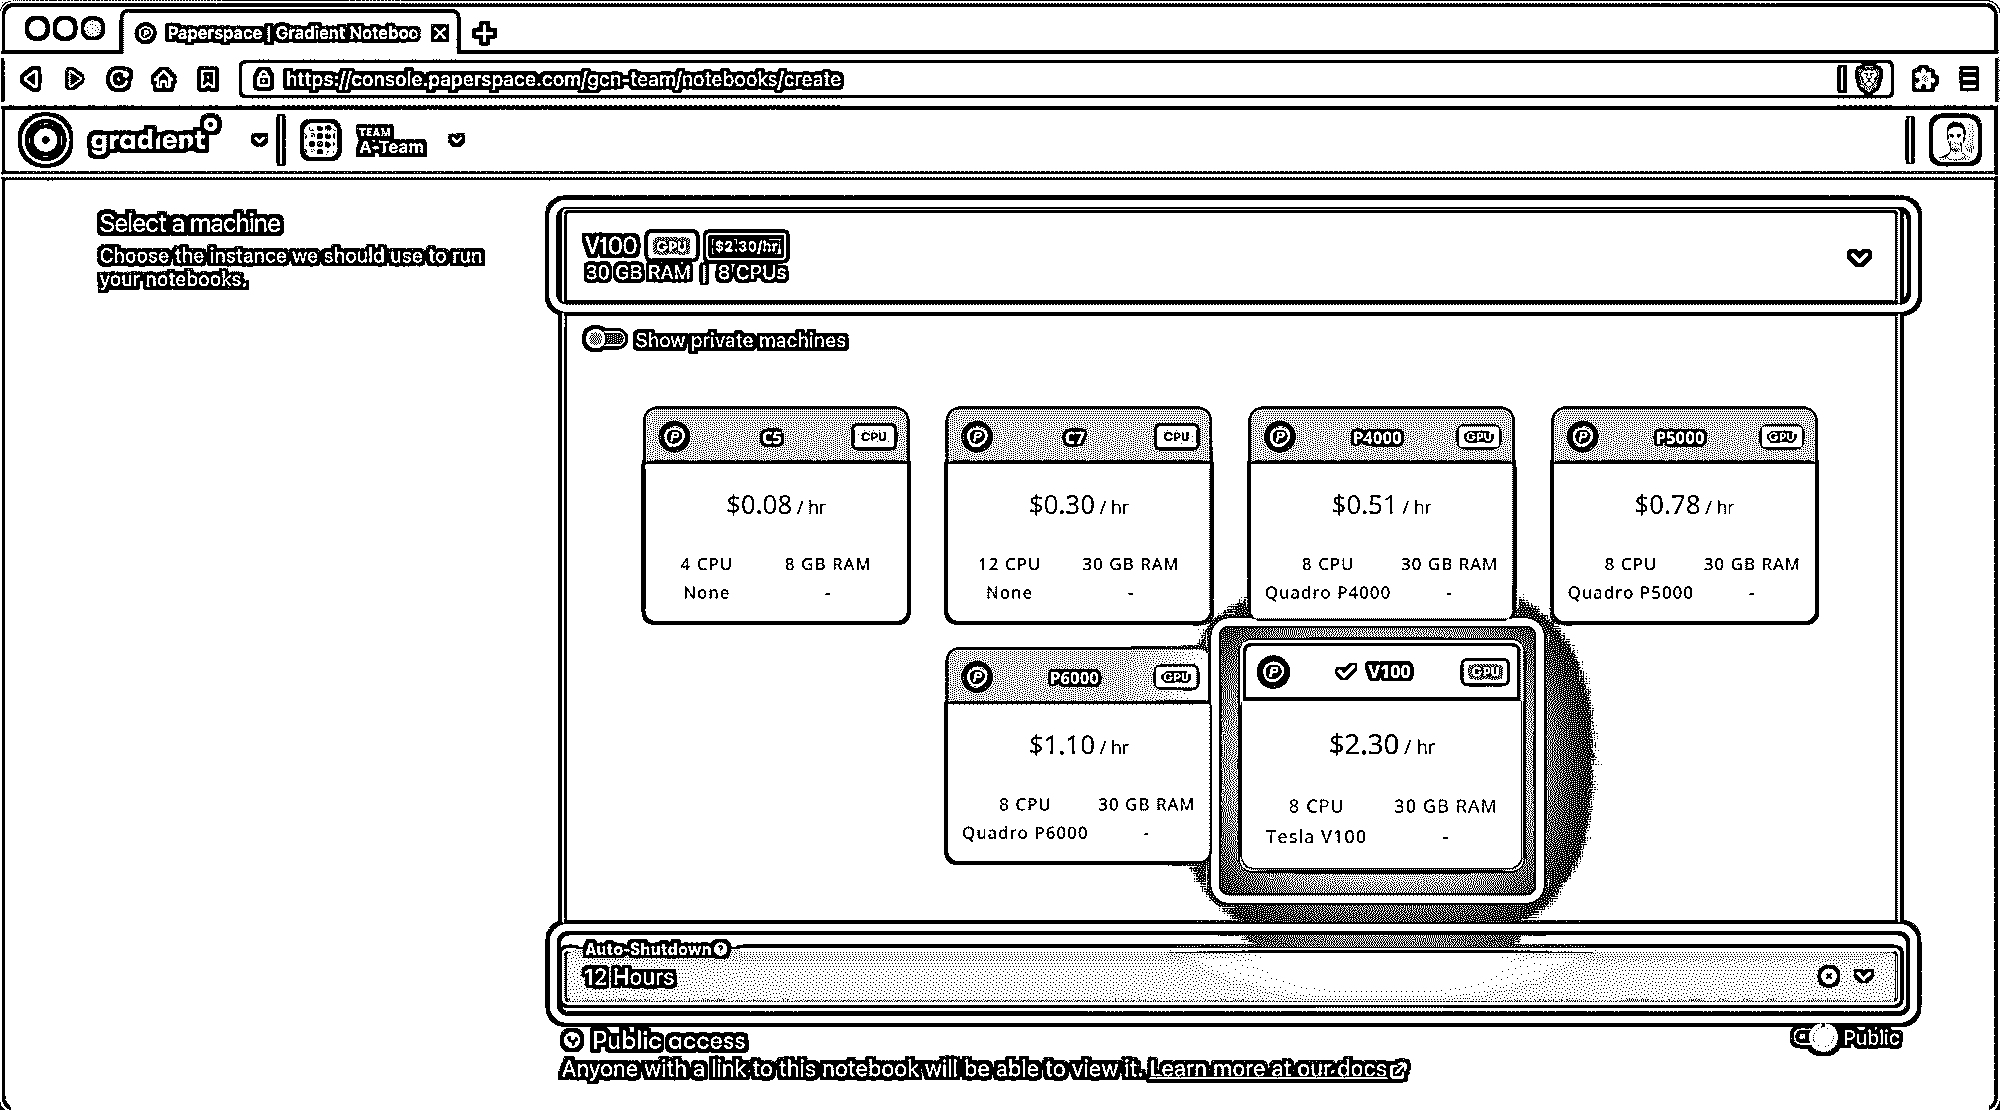 Paperspace | Gradient Noteboo
https://console.paperspace.com/gcn-team/notebooks/create
gradient
TEAM
A-Team
Select a machine
Choose the instance we should use to run
your notebooks.
V100 GPU $2.30/hr
30 GB RAM | 8 CPUs
Show private machines
C5 CPU
$0.08 / hr
4 CPU 8 GB RAM
None -
C7 CPU
$0.30 / hr
12 CPU 30 GB RAM
None -
P4000 GPU
$0.51 / hr
8 CPU 30 GB RAM
Quadro P4000 -
P5000 GPU
$0.78 / hr
8 CPU 30 GB RAM
Quadro P5000 -
P6000 GPU
$1.10 / hr
8 CPU 30 GB RAM
Quadro P6000 -
V100 GPU
$2.30 / hr
8 CPU 30 GB RAM
Tesla V100 -
Auto-Shutdown
12 Hours
Public access
Public
Anyone with a link to this notebook will be able to view it. Learn more at our docs